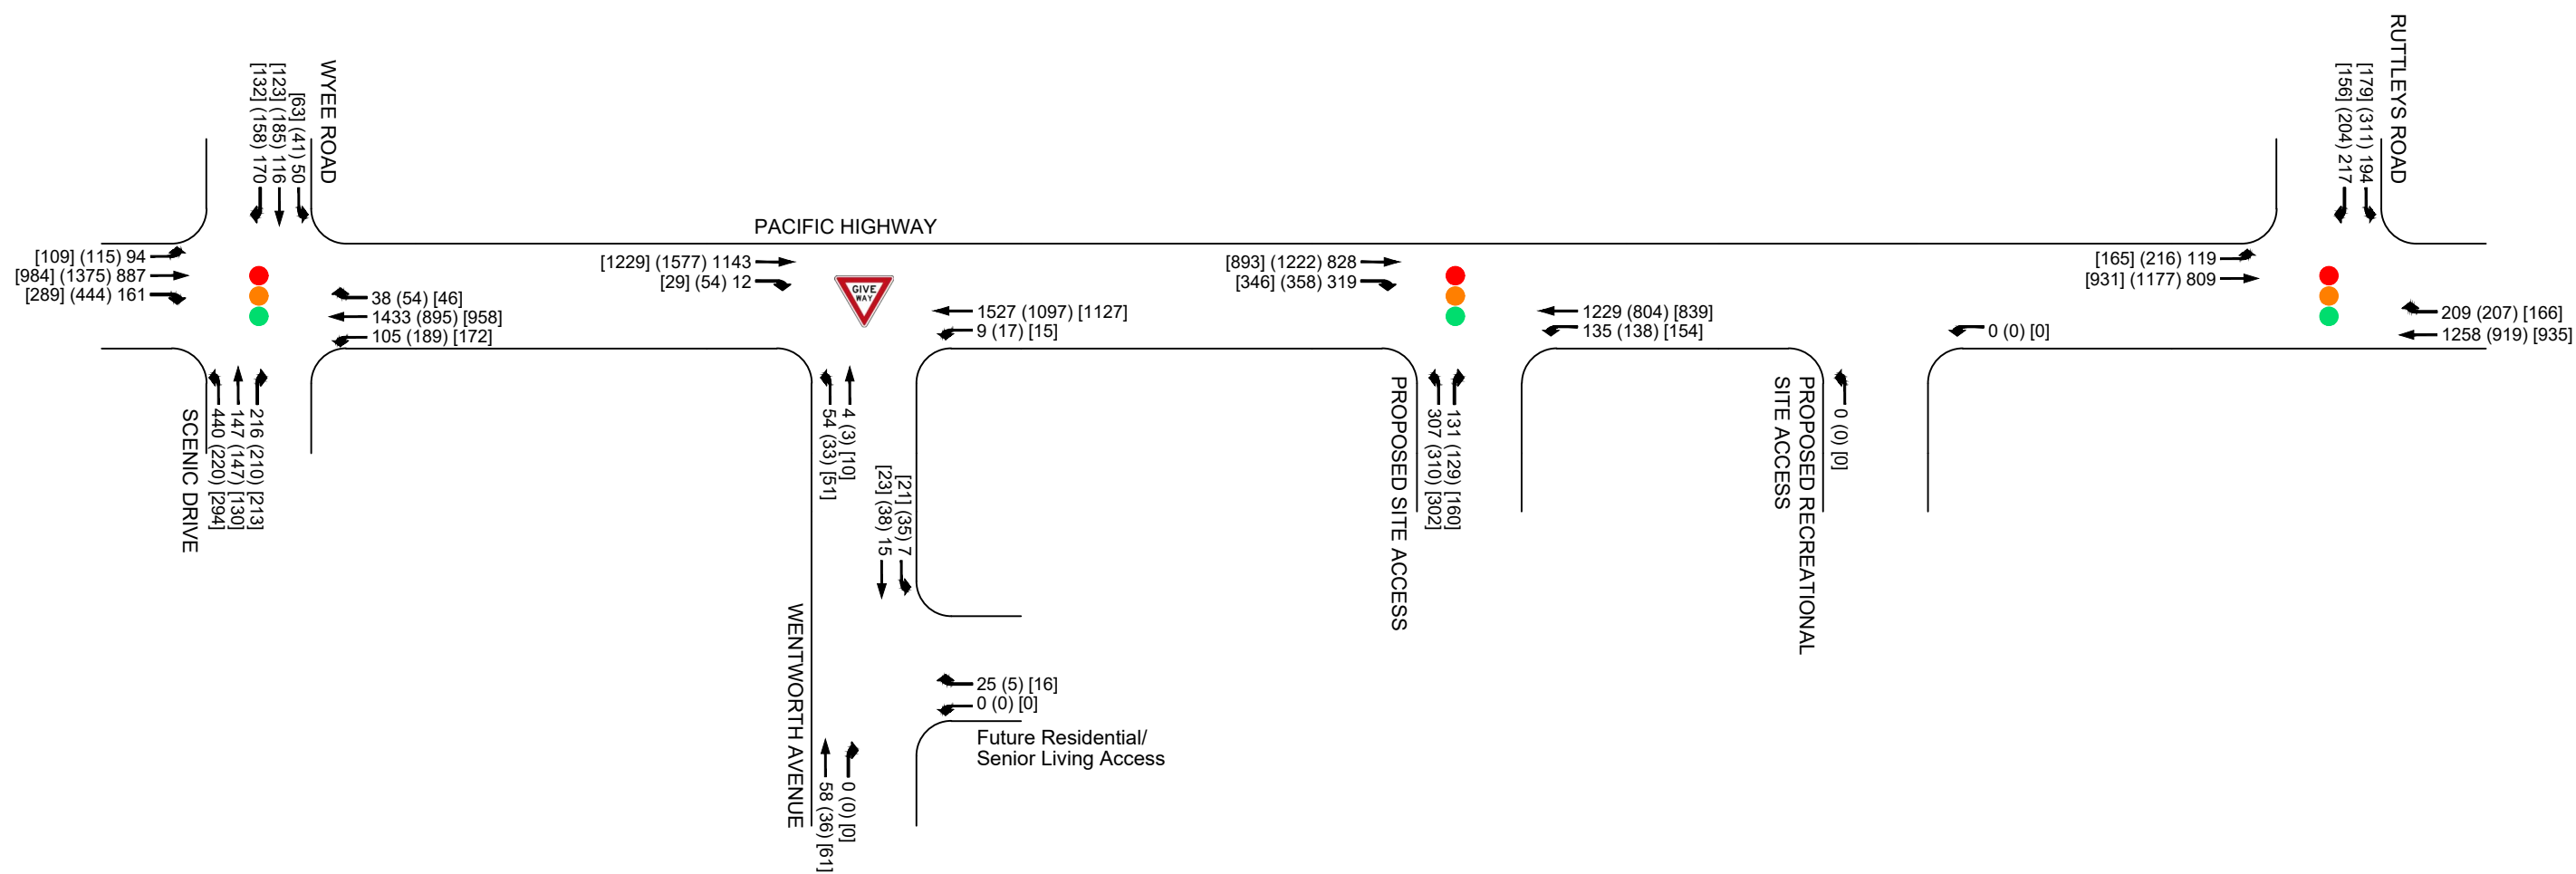 WYEE ROAD
[63] (41) 50
[123] (185) 116
[132] (158) 170
[109] (115) 94
[984] (1375) 887
[289] (444) 161
38 (54) [46]
1433 (895) [958]
105 (189) [172]
SCENIC DRIVE
440 (220) [294]
147 (147) [130]
216 (210) [213]
PACIFIC HIGHWAY
[1229] (1577) 1143
[29] (54) 12
GIVE
WAY
1527 (1097) [1127]
9 (17) [15]
54 (33) [51]
4 (3) [10]
[21] (35) 7
[23] (38) 15
WENTWORTH AVENUE
25 (5) [16]
0 (0) [0]
Future Residential/
Senior Living Access
58 (36) [61]
0 (0) [0]
[893] (1222) 828
[346] (358) 319
1229 (804) [839]
135 (138) [154]
PROPOSED SITE ACCESS
307 (310) [302]
131 (129) [160]
PROPOSED RECREATIONAL
SITE ACCESS
0 (0) [0]
0 (0) [0]
RUTTLEYS ROAD
[179] (311) 194
[156] (204) 217
[165] (216) 119
[931] (1177) 809
209 (207) [166]
1258 (919) [935]